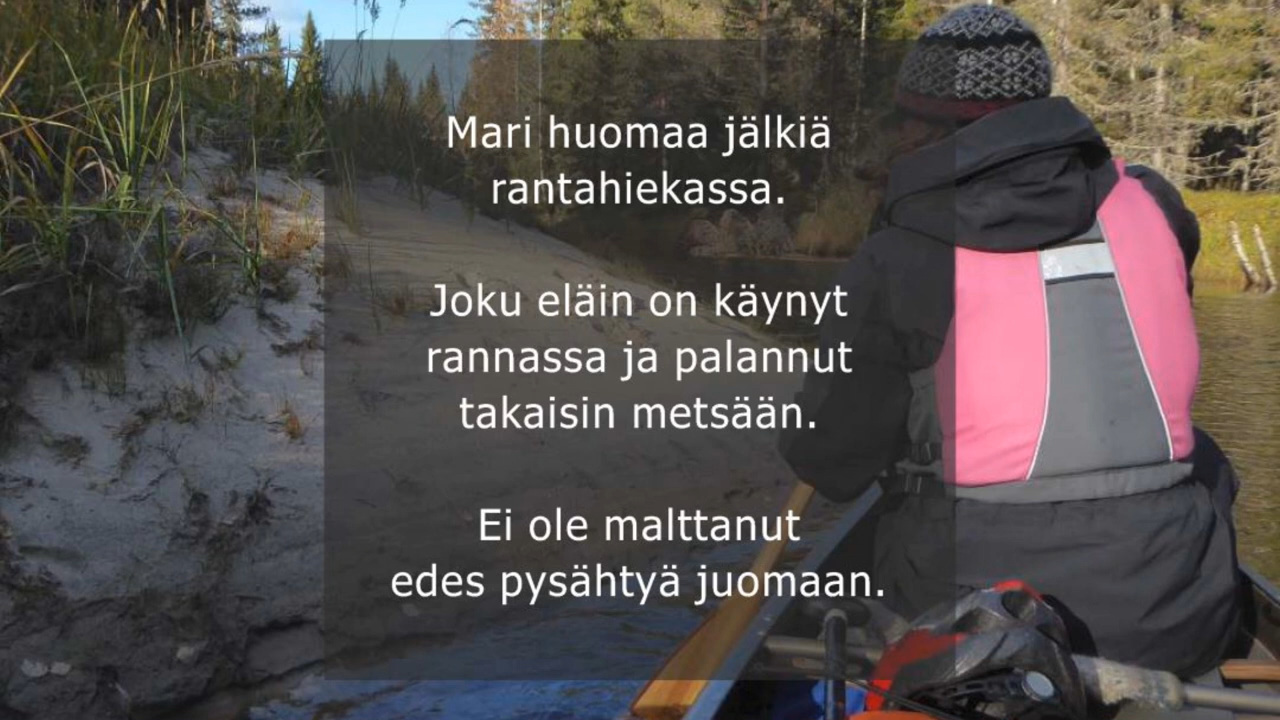 Mari huomaa jälkiä
rantahiekassa.
Joku eläin on käynyt
rannassa ja palannut
takaisin metsään.
Ei ole malttanut
edes pysähtyä juomaan.